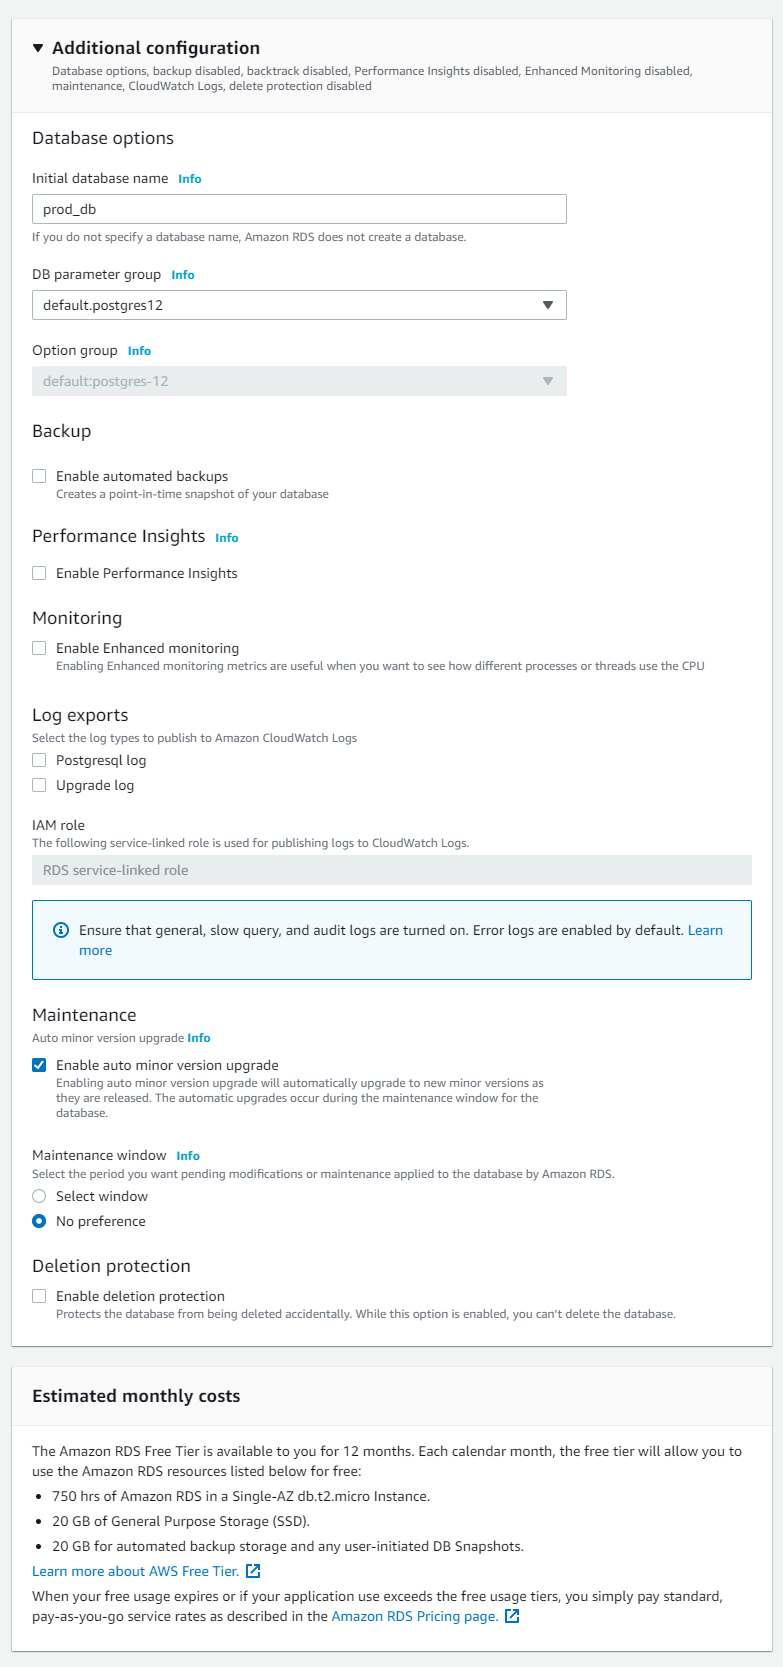 Additional configuration
Database options, backup disabled, backtrack disabled, Performance Insights disabled, Enhanced Monitoring disabled,
maintenance, CloudWatch Logs, delete protection disabled
Database options
Initial database name Info
prod_db
If you do not specify a database name, Amazon RDS does not create a database.
DB parameter group Info
default.postgres12
Option group Info
default:postgres-12
Backup
Enable automated backups
Creates a point-in-time snapshot of your database
Performance Insights Info
Enable Performance Insights
Monitoring
Enable Enhanced monitoring
Enabling Enhanced monitoring metrics are useful when you want to see how different processes or threads use the CPU
Log exports
Select the log types to publish to Amazon CloudWatch Logs
Postgresql log
Upgrade log
IAM role
The following service-linked role is used for publishing logs to CloudWatch Logs.
RDS service-linked role
Ensure that general, slow query, and audit logs are turned on. Error logs are enabled by default. Learn
more
Maintenance
Auto minor version upgrade Info
Enable auto minor version upgrade
Enabling auto minor version upgrade will automatically upgrade to new minor versions as
they are released. The automatic upgrades occur during the maintenance window for the
database.
Maintenance window Info
Select the period you want pending modifications or maintenance applied to the database by Amazon RDS.
Select window
No preference
Deletion protection
Enable deletion protection
Protects the database from being deleted accidentally. While this option is enabled, you can't delete the database.
Estimated monthly costs
The Amazon RDS Free Tier is available to you for 12 months. Each calendar month, the free tier will allow you to
use the Amazon RDS resources listed below for free:
• 750 hrs of Amazon RDS in a Single-AZ db.t2.micro Instance.
• 20 GB of General Purpose Storage (SSD).
• 20 GB for automated backup storage and any user-initiated DB Snapshots.
Learn more about AWS Free Tier.
When your free usage expires or if your application use exceeds the free usage tiers, you simply pay standard,
pay-as-you-go service rates as described in the Amazon RDS Pricing page.